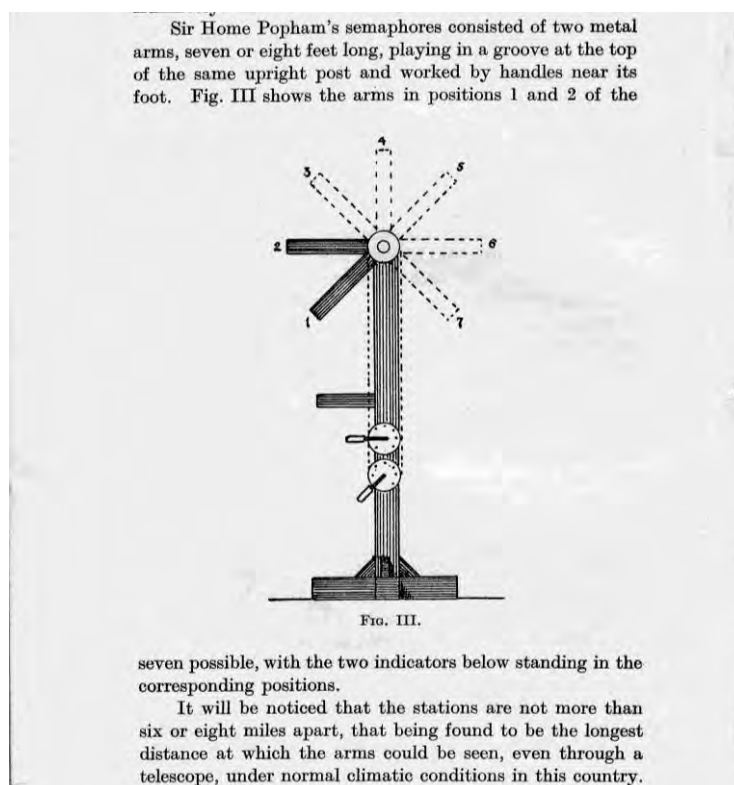 Sir Home Popham's semaphores consisted of two metal
arms, seven or eight feet long, playing in a groove at the top
of the same upright post and worked by handles near its
foot. Fig. III shows the arms in positions 1 and 2 of the
4
3
5
2
6
1
7
Fig. III.
seven possible, with the two indicators below standing in the
corresponding positions.
It will be noticed that the stations are not more than
six or eight miles apart, that being found to be the longest
distance at which the arms could be seen, even through a
telescope, under normal climatic conditions in this country.